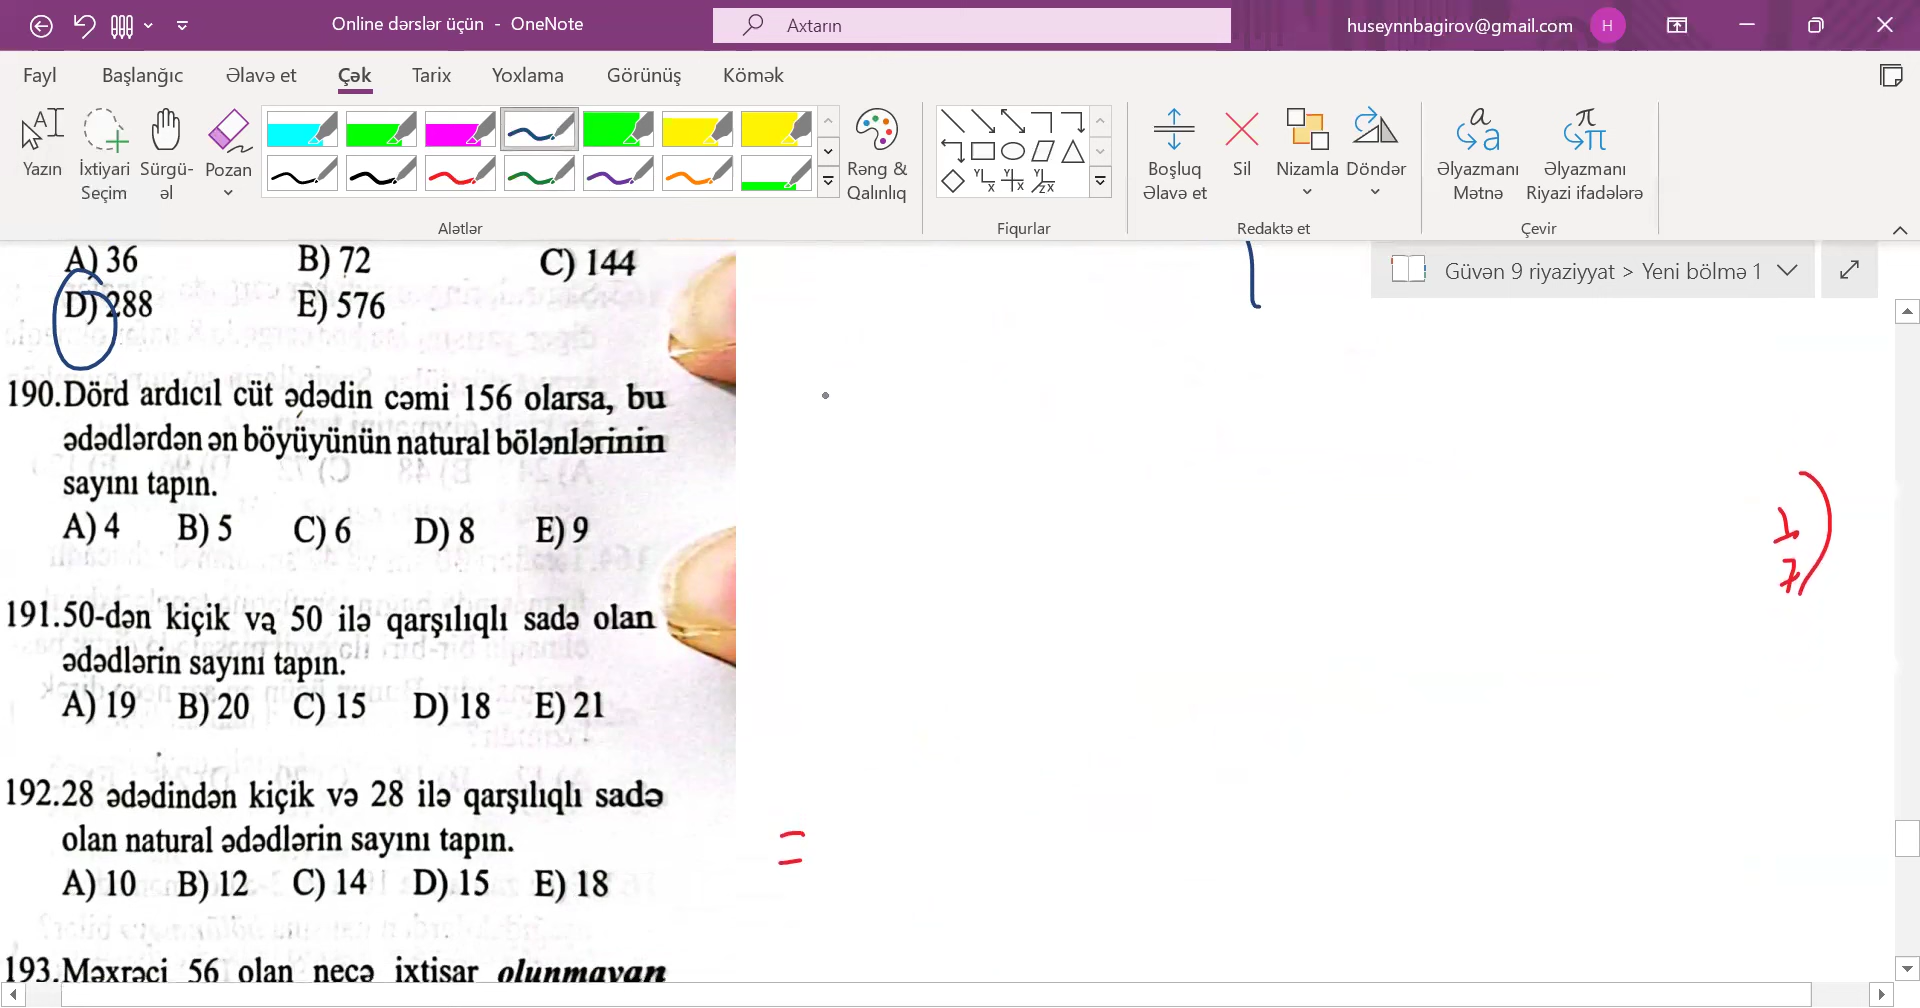 Online dərslər üçün - OneNote
Axtarın
huseynnbagirov@gmail.com
H
Fayl Başlanğıc Əlavə et Çək Tarix Yoxlama Görünüş Kömək
Yazın
İxtiyari Seçim
Sürgü-əl
Pozan
Rəng & Qalınlıq
Boşluq Əlavə et
Sil
Nizamla
Döndər
Əlyazmanı Mətnə
Əlyazmanı Riyazi ifadələrə
Alətlər
Fiqurlar
Redaktə et
Çevir
Güvən 9 riyaziyyat > Yeni bölmə 1
A) 36 B) 72 C) 144
D) 288 E) 576
190. Dörd ardıcıl cüt ədədin cəmi 156 olarsa, bu
ədədlərdən ən böyüyünün natural bölənlərinin
sayını tapın.
A) 4 B) 5 C) 6 D) 8 E) 9
191. 50-dən kiçik və 50 ilə qarşılıqlı sadə olan
ədədlərin sayını tapın.
A) 19 B) 20 C) 15 D) 18 E) 21
192. 28 ədədindən kiçik və 28 ilə qarşılıqlı sadə
olan natural ədədlərin sayını tapın.
A) 10 B) 12 C) 14 D) 15 E) 18
=
193. Məxrəci 56 olan neçə ixtisar olunmayan